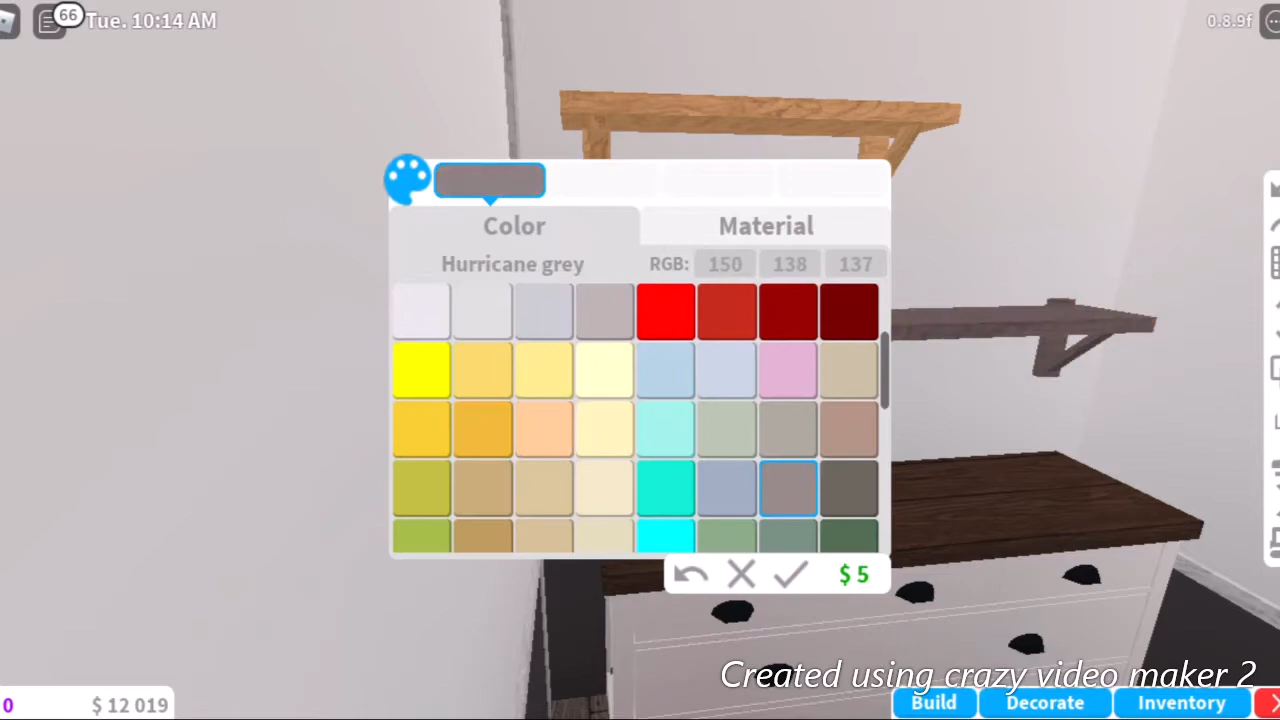 66
Tue. 10:14 AM
0.8.9f
Color
Material
Hurricane grey
RGB: 150 138 137
$ 5
Created using crazy video maker 2
0
$ 12 019
Build
Decorate
Inventory